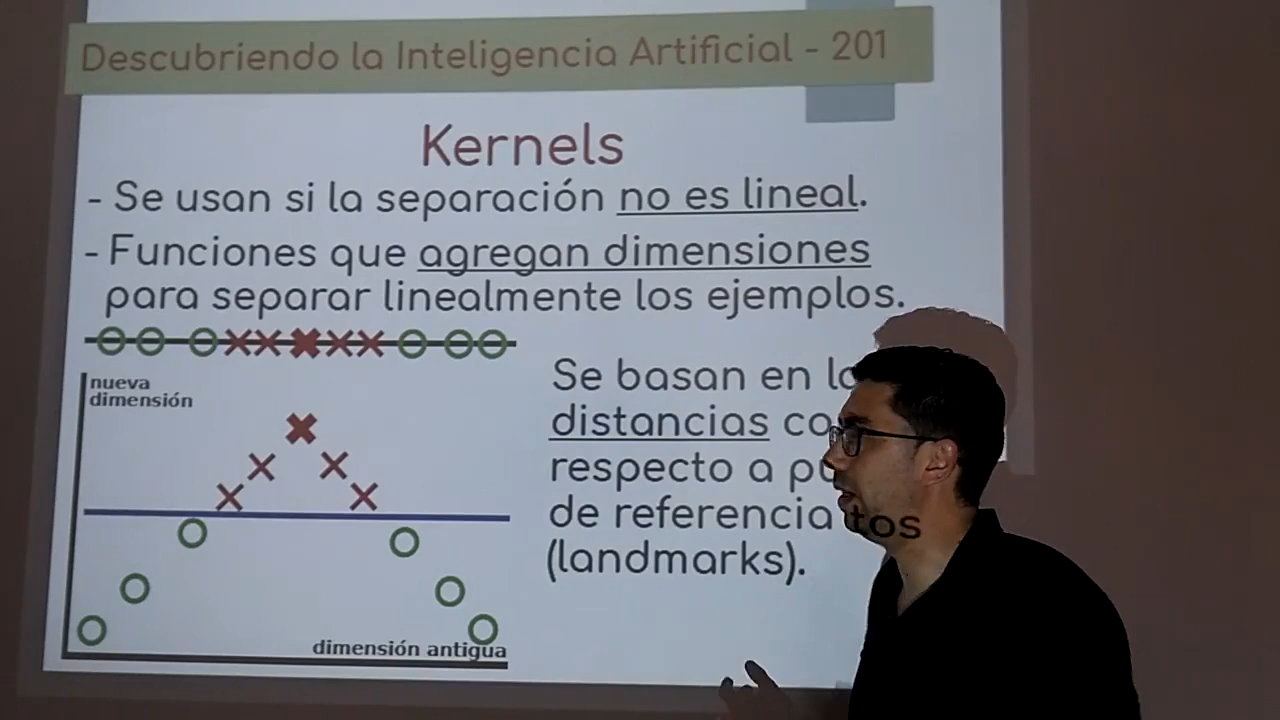 Descubriendo la Inteligencia Artificial - 201
Kernels
- Se usan si la separación no es lineal.
- Funciones que agregan dimensiones
para separar linealmente los ejemplos.
nueva
dimensión
dimensión antigua
Se basan en
distancias
respecto a
de referencia
(landmarks).